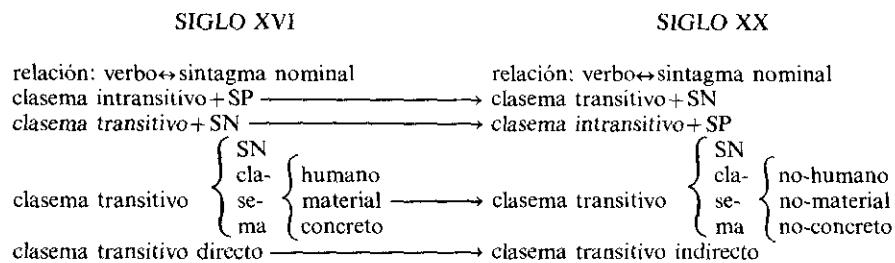 SIGLO XVI SIGLO XX
relación: verbo↔sintagma nominal relación: verbo↔sintagma nominal
clasema intransitivo+SP ⟶ clasema transitivo+SN
clasema transitivo+SN ⟶ clasema intransitivo+SP
SN SN
cla- humano cla- no-humano
clasema transitivo se- material ⟶ clasema transitivo se- no-material
ma concreto ma no-concreto
clasema transitivo directo ⟶ clasema transitivo indirecto